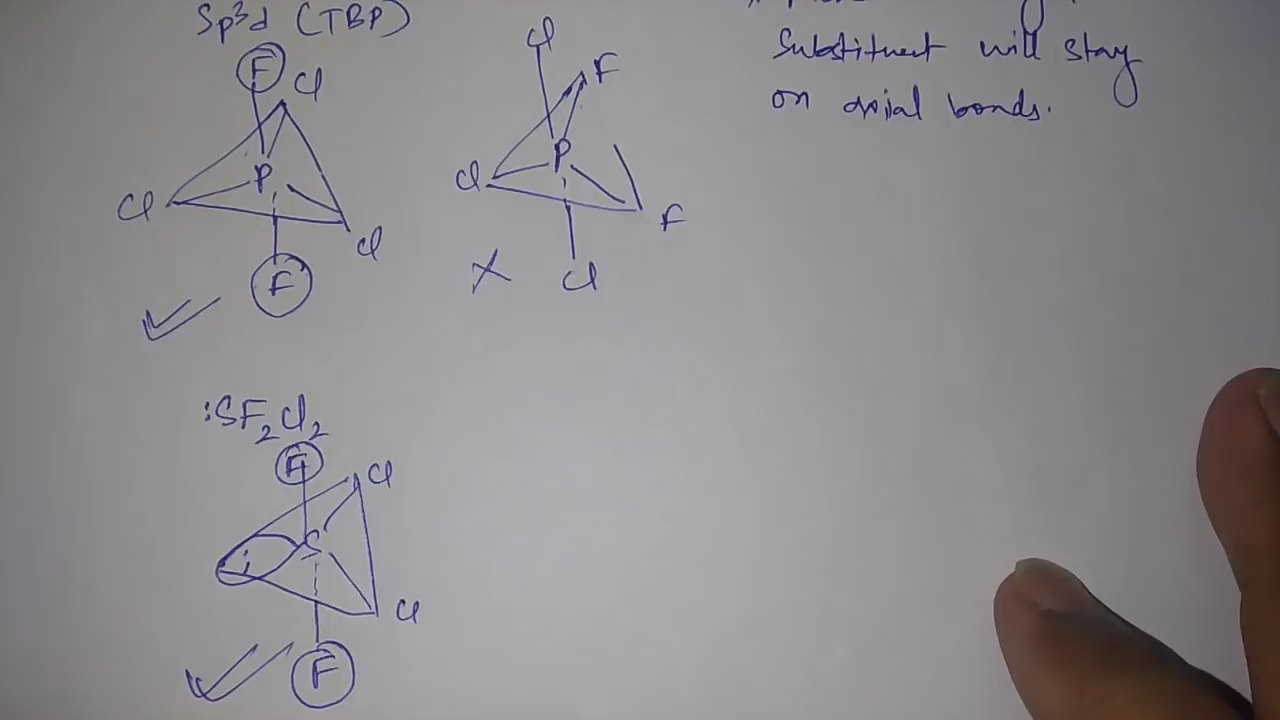 Sp³d (TBP)
F
Cl
P
Cl
Cl
F
Cl
F
P
Cl
F
Cl
Substituent will stay
on axial bonds.
:SF₂Cl₂
F
Cl
S
:
Cl
F